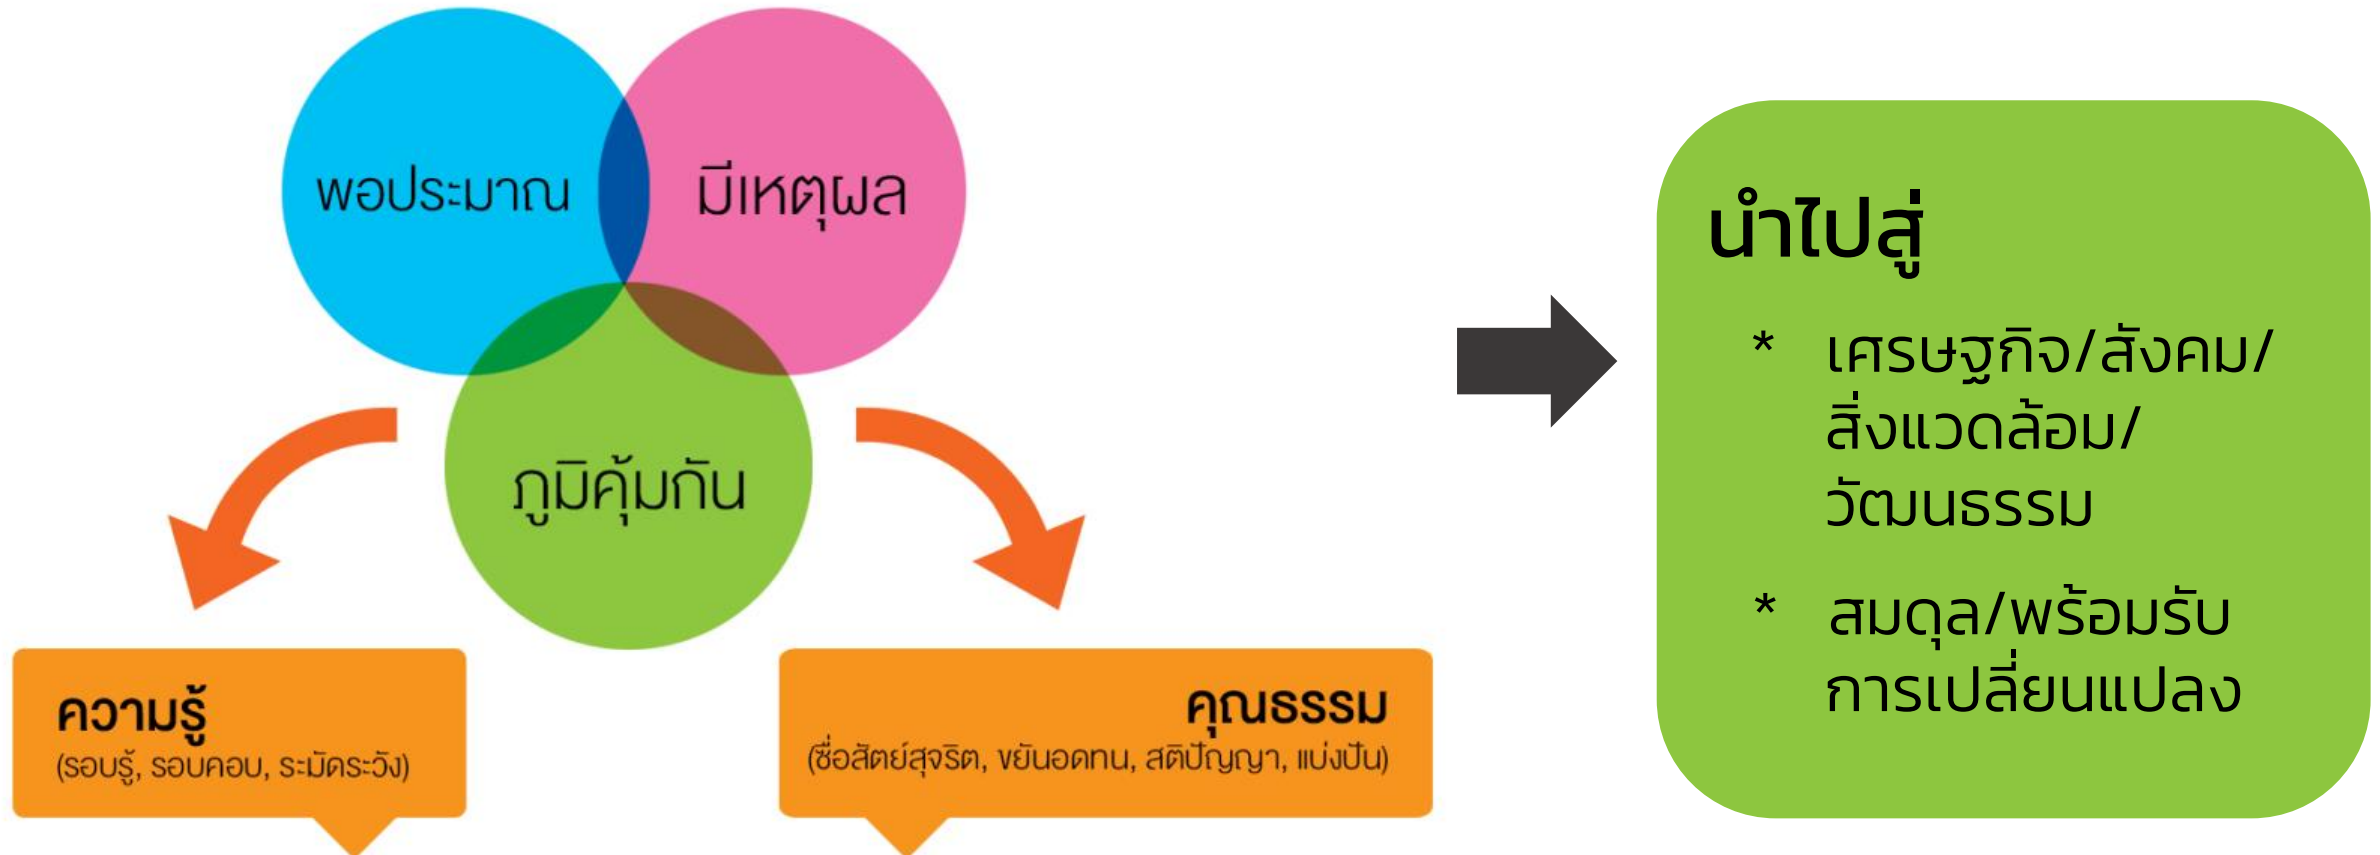 พอประมาณ
มีเหตุผล
ภูมิคุ้มกัน
ความรู้
(รอบรู้, รอบคอบ, ระมัดระวัง)
คุณธรรม
(ซื่อสัตย์สุจริต, ขยันอดทน, สติปัญญา, แบ่งปัน)
นำไปสู่
* เศรษฐกิจ/สังคม/
สิ่งแวดล้อม/
วัฒนธรรม
* สมดุล/พร้อมรับ
การเปลี่ยนแปลง